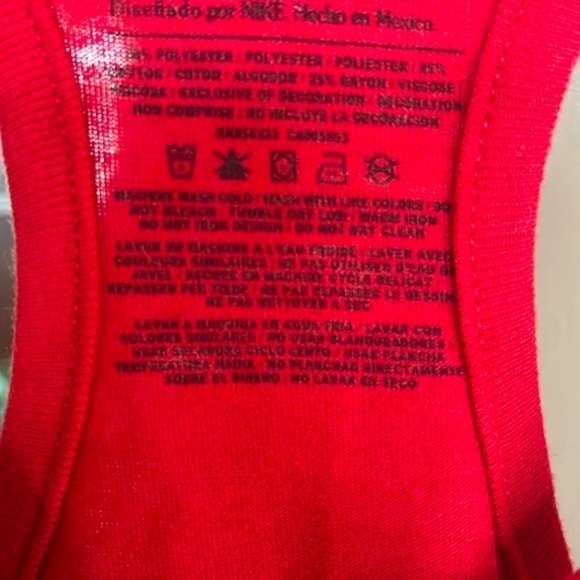 Diseñado por NIKE. Hecho en Mexico.
POLYESTER / POLYESTER / POLIESTER / 25%
COTTON / COTON / ALGODON / 25% RAYON / VISCOSE
VISCOSA / EXCLUSIVE OF DECORATION / DECORATION
NON COMPRISE / NO INCLUYE LA DECORACION
MACHINE WASH COLD / WASH WITH LIKE COLORS / DO
NOT BLEACH / TUMBLE DRY LOW / WARM IRON
DO NOT IRON DESIGN / DO NOT DRY CLEAN
LAVER EN MACHINE A L'EAU FROIDE / LAVER AVEC
COULEURS SIMILAIRES / NE PAS UTILISER D'EAU DE
JAVEL / SECHER EN MACHINE CYCLE DELICAT
REPASSER FER TIEDE / NE PAS REPASSER LE DESSIN
NE PAS NETTOYER A SEC
LAVAR A MAQUINA EN AGUA FRIA / LAVAR CON
COLORES SIMILARES / NO USAR BLANQUEADORES
USAR SECADORA CICLO LENTO / USAR PLANCHA
TEMPERATURA MEDIA / NO PLANCHAR DIRECTAMENTE
SOBRE EL DISEÑO / NO LAVAR EN SECO